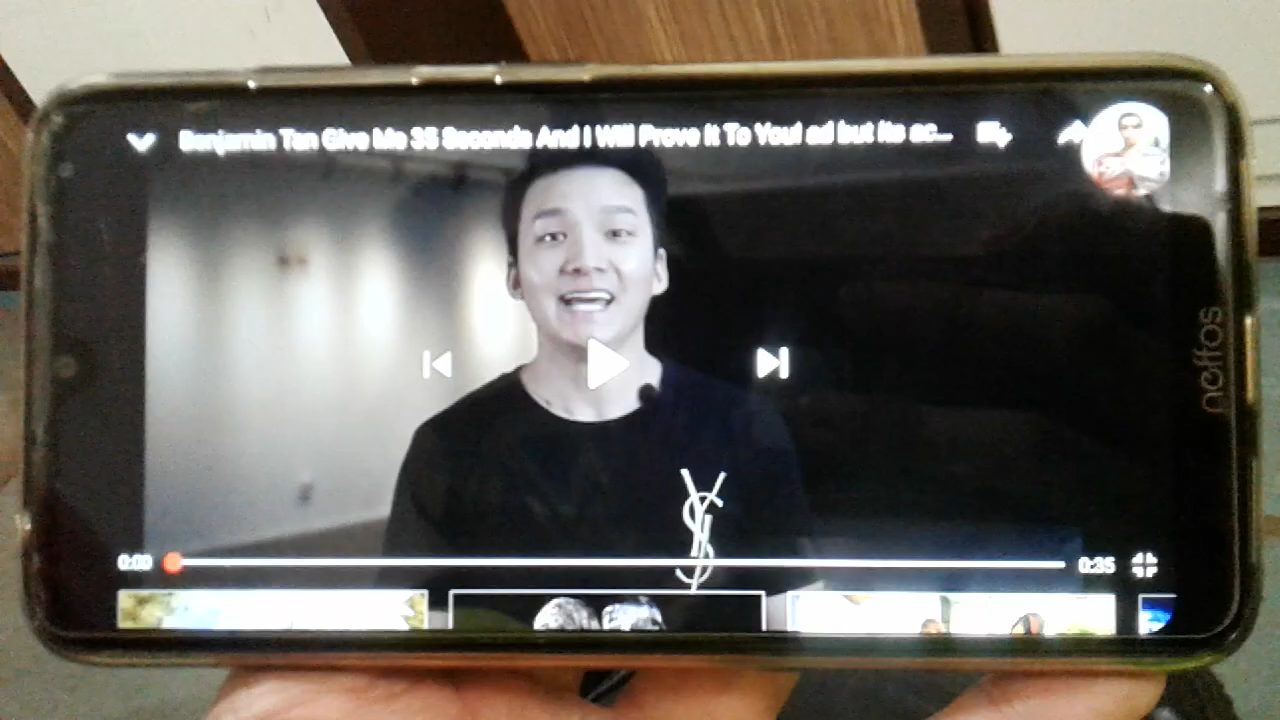 Benjamin Tan Give Me 35 Seconds And I Will Prove It To You! ad but its ac...
neffos
YSL
0:00
0:35